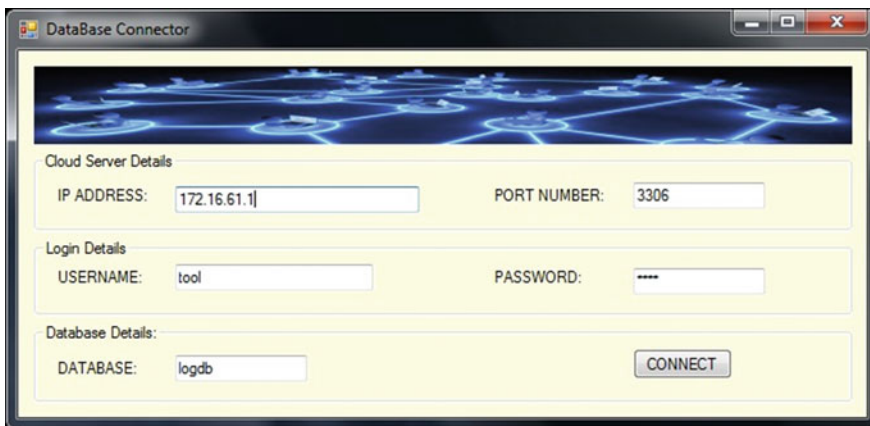 DataBase Connector
Cloud Server Details
IP ADDRESS: 172.16.61.1 PORT NUMBER: 3306
Login Details
USERNAME: tool PASSWORD: ••••
Database Details:
DATABASE: logdb CONNECT